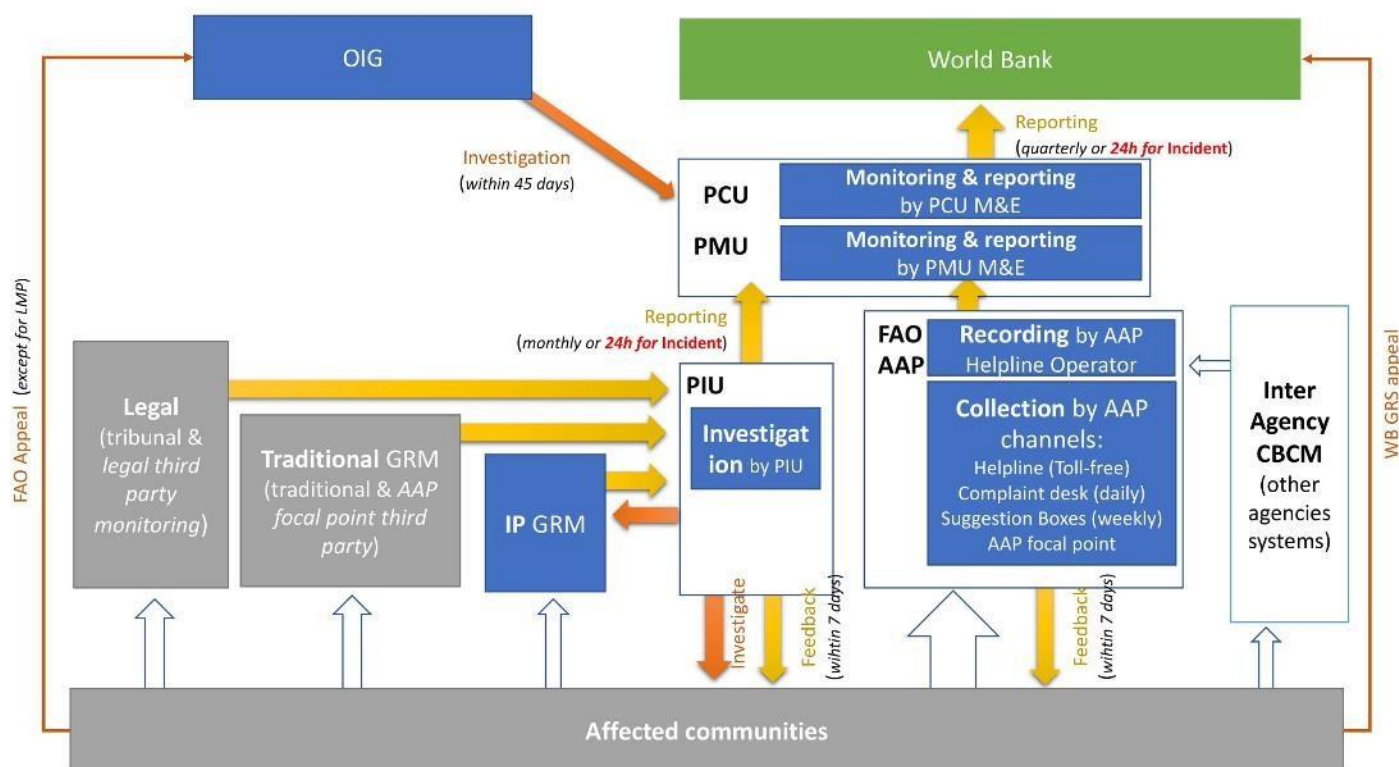 OIG
World Bank
Reporting
(quarterly or 24h for Incident)
Investigation
(within 45 days)
PCU
Monitoring & reporting
by PCU M&E
PMU
Monitoring & reporting
by PMU M&E
FAO Appeal (except for LMP)
WB GRS appeal
Reporting
(monthly or 24h for Incident)
FAO
AAP
Recording by AAP
Helpline Operator
Legal
(tribunal &
legal third
party
monitoring)
Traditional GRM
(traditional & AAP
focal point third
party)
IP GRM
PIU
Investigat
ion by PIU
Collection by AAP
channels:
Helpline (Toll-free)
Complaint desk (daily)
Suggestion Boxes (weekly)
AAP focal point
Inter
Agency
CBCM
(other
agencies
systems)
Investigate
Feedback
(wihtin 7 days)
Feedback
(wihtin 7 days)
Affected communities